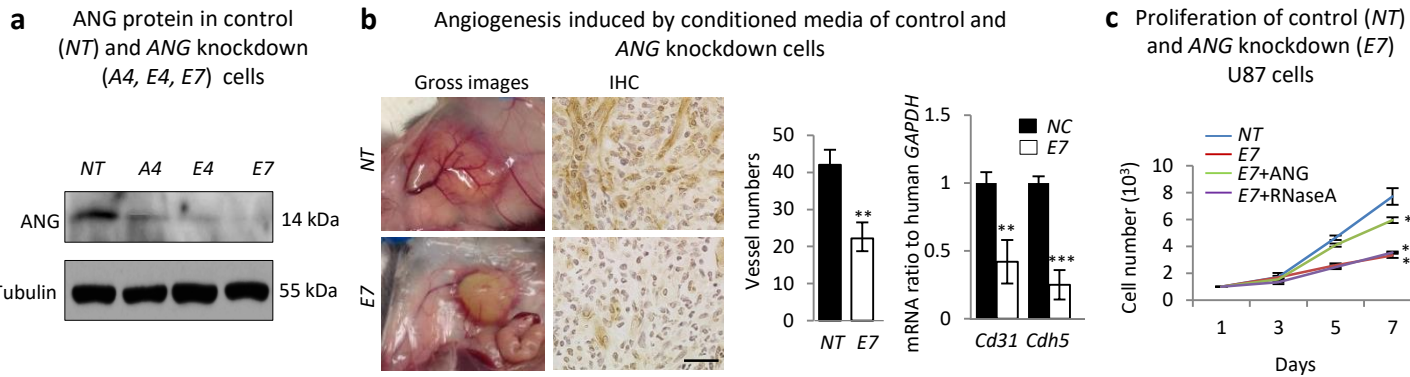 a
ANG protein in control
(NT) and ANG knockdown
(A4, E4, E7) cells
NT A4 E4 E7
ANG
14 kDa
Tubulin
55 kDa
b
Angiogenesis induced by conditioned media of control and
ANG knockdown cells
Gross images
IHC
NT
E7
Vessel numbers
50
40
30
20
10
0
**
NT E7
mRNA ratio to human GAPDH
1.5
1
0.5
0
NC
E7
**
***
Cd31 Cdh5
c
Proliferation of control (NT)
and ANG knockdown (E7)
U87 cells
NT
E7
E7+ANG
E7+RNaseA
Cell number (10³)
10
8
6
4
2
0
*
*
*
1 3 5 7
Days